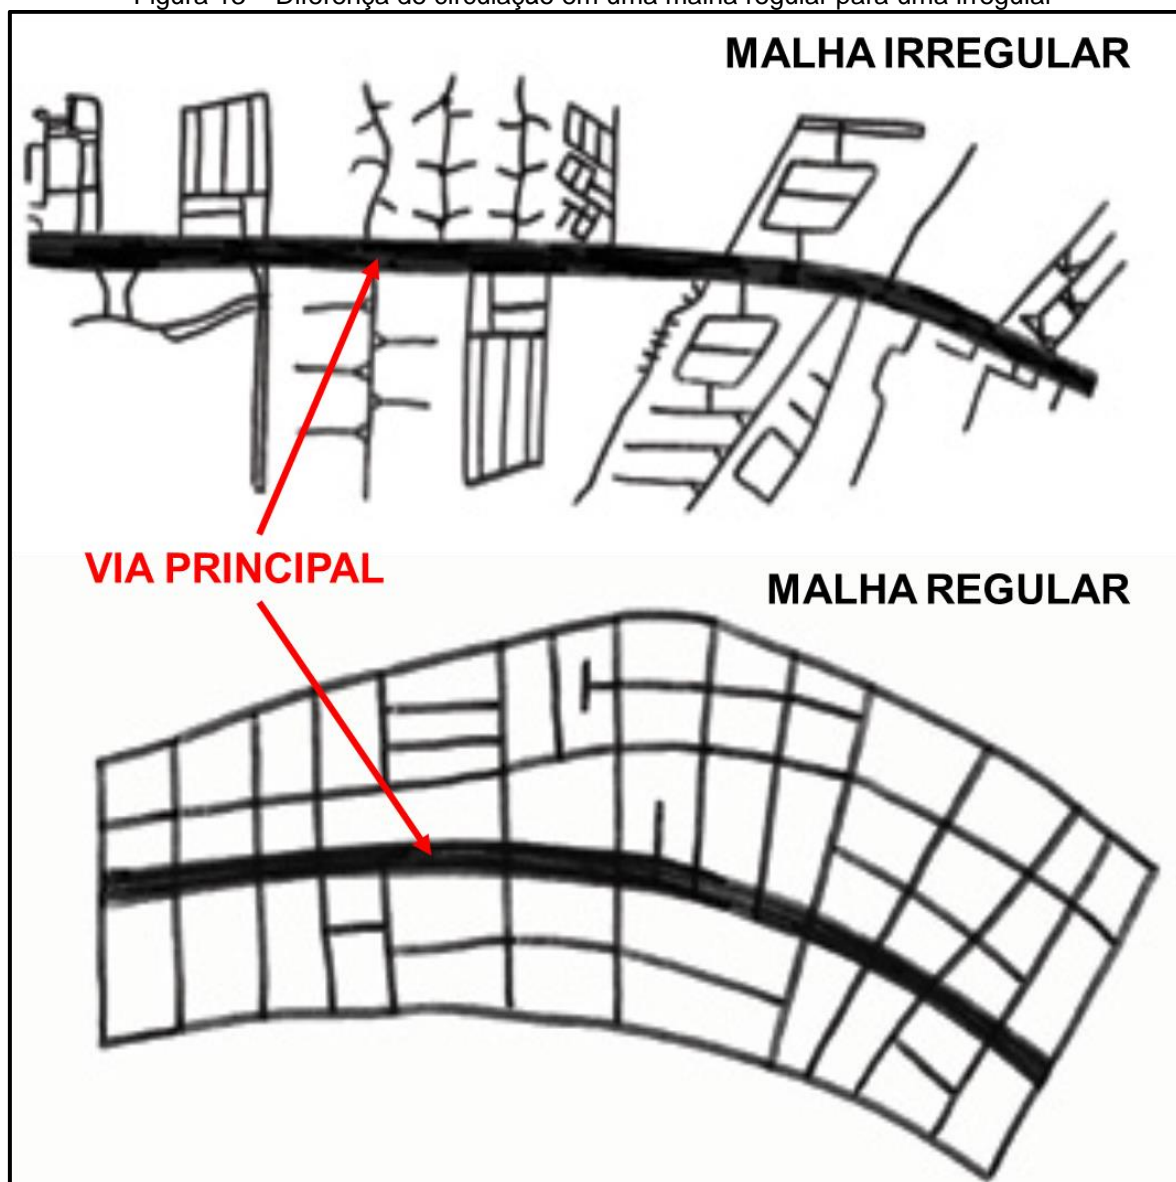 Figura – Diferença de circulação em uma malha regular para uma irregular
MALHA IRREGULAR
VIA PRINCIPAL
MALHA REGULAR